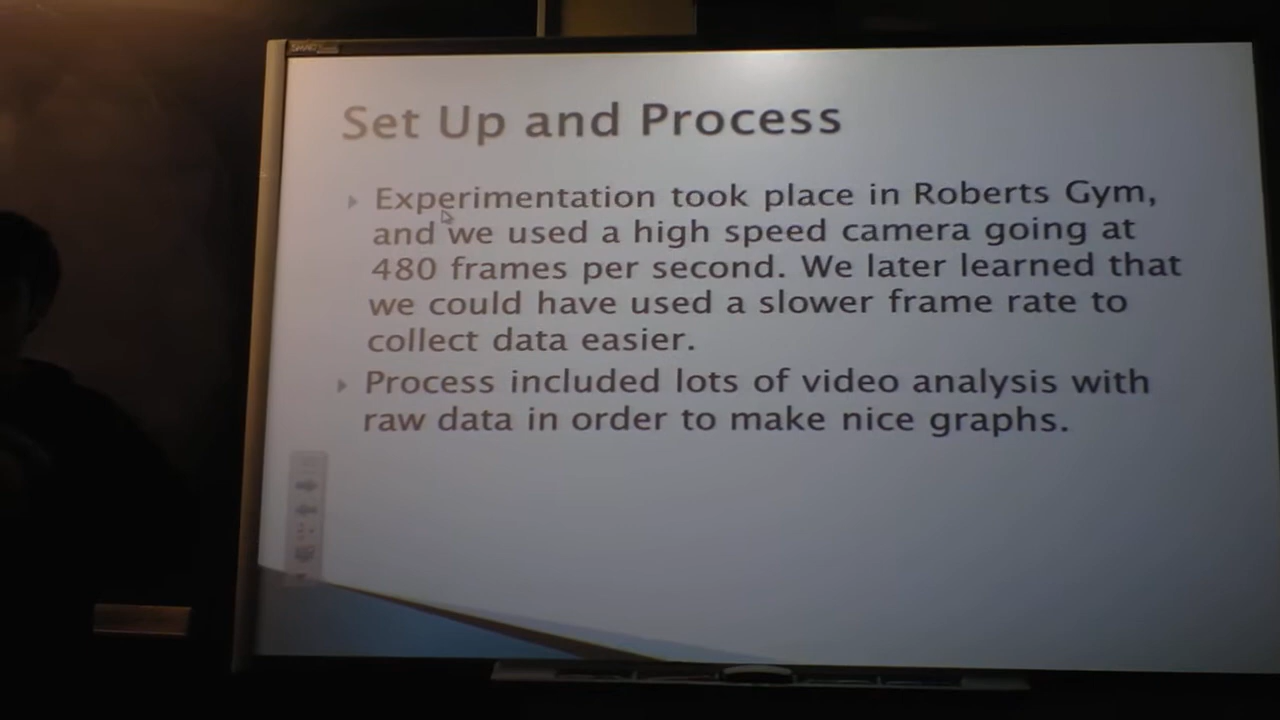 Set Up and Process
Experimentation took place in Roberts Gym,
and we used a high speed camera going at
480 frames per second. We later learned that
we could have used a slower frame rate to
collect data easier.
Process included lots of video analysis with
raw data in order to make nice graphs.